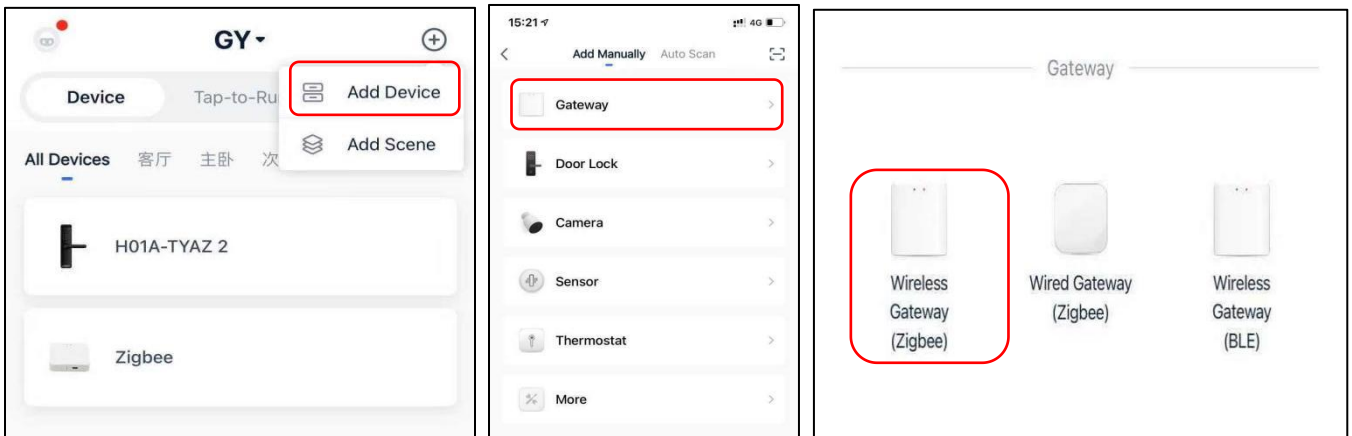 GY
Device
Tap-to-Ru
Add Device
Add Scene
All Devices 客厅 主卧 次
H01A-TYAZ 2
Zigbee
15:21
4G
Add Manually Auto Scan
Gateway
Door Lock
Camera
Sensor
Thermostat
More
Gateway
Wireless
Gateway
(Zigbee)
Wired Gateway
(Zigbee)
Wireless
Gateway
(BLE)